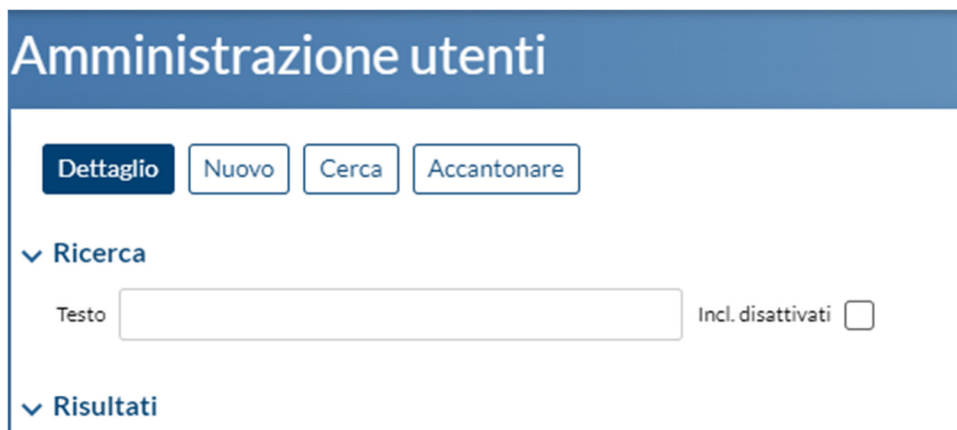 Amministrazione utenti
Dettaglio Nuovo Cerca Accantonare
Ricerca
Testo Incl. disattivati
Risultati